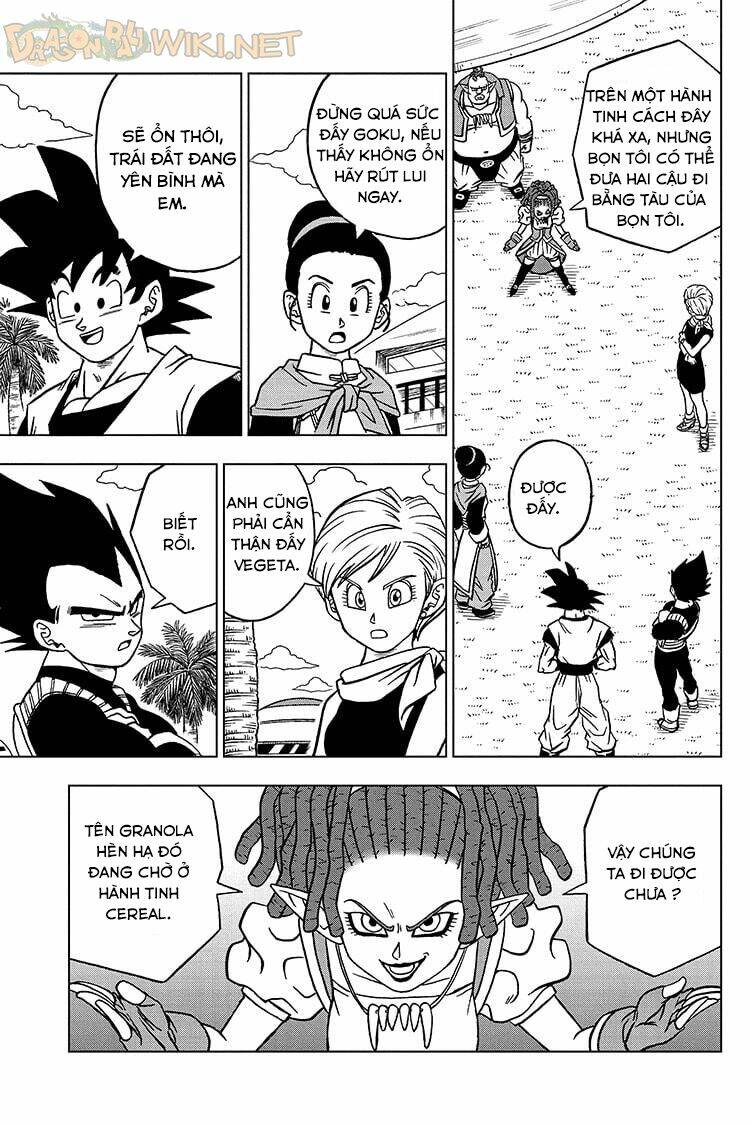 DRAGON BALL WIKI.NET
TRÊN MỘT HÀNH
TINH CÁCH ĐÂY
KHÁ XA, NHƯNG
BỌN TÔI CÓ THỂ
ĐƯA HAI CẬU ĐI
BẰNG TÀU CỦA
BỌN TÔI.
ĐƯỢC
ĐẤY.
ĐỪNG QUÁ SỨC
ĐẤY GOKU, NẾU
THẤY KHÔNG ỔN
HÃY RÚT LUI
NGAY.
SẼ ỔN THÔI,
TRÁI ĐẤT ĐANG
YÊN BÌNH MÀ
EM.
ANH CŨNG
PHẢI CẨN
THẬN ĐẤY
VEGETA.
BIẾT
RỒI.
VẬY CHÚNG
TA ĐI ĐƯỢC
CHƯA ?
TÊN GRANOLA
HÈN HẠ ĐÓ
ĐANG CHỜ Ở
HÀNH TINH
CEREAL.